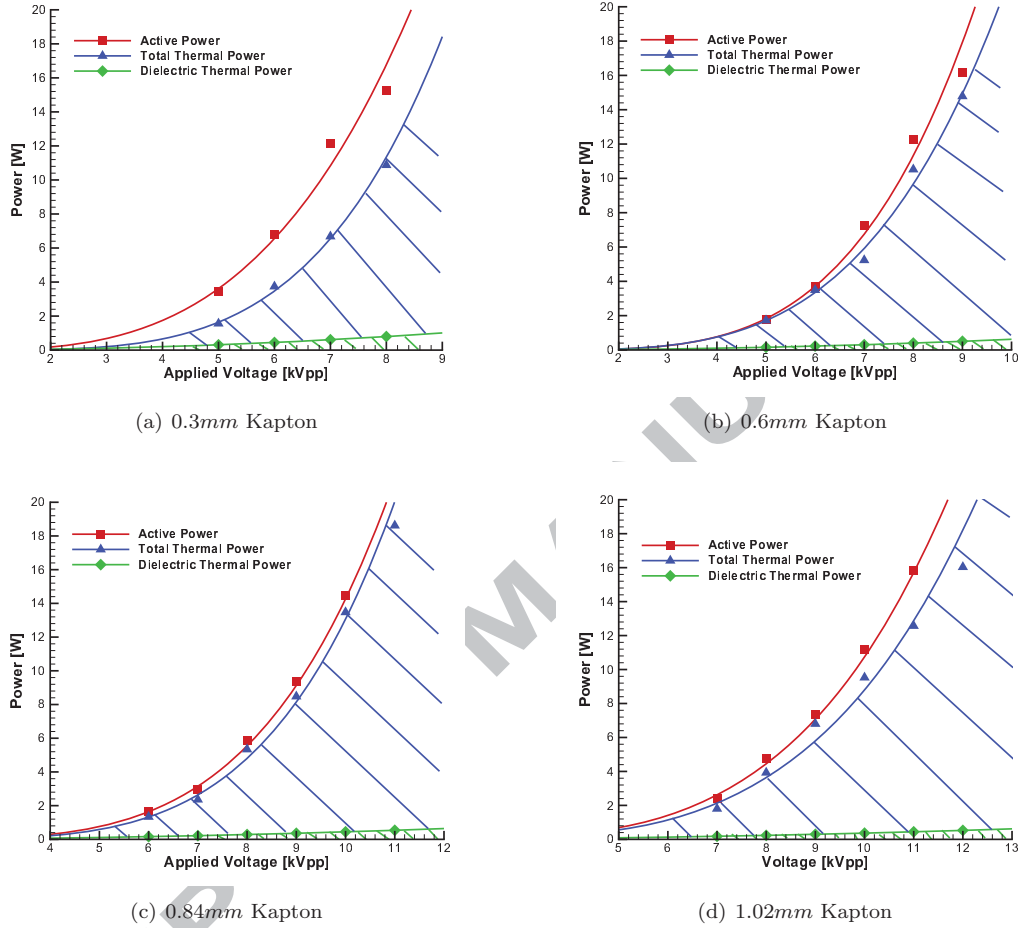 20
18
16
14
12
10
8
6
4
2
0
Power [W]
Active Power
Total Thermal Power
Dielectric Thermal Power
2 3 4 5 6 7 8 9
Applied Voltage [kVpp]
(a) 0.3mm Kapton
20
18
16
14
12
10
8
6
4
2
0
Power [W]
Active Power
Total Thermal Power
Dielectric Thermal Power
2 3 4 5 6 7 8 9 10
Applied Voltage [kVpp]
(b) 0.6mm Kapton
20
18
16
14
12
10
8
6
4
2
0
Power [W]
Active Power
Total Thermal Power
Dielectric Thermal Power
4 5 6 7 8 9 10 11 12
Applied Voltage [kVpp]
(c) 0.84mm Kapton
20
18
16
14
12
10
8
6
4
2
0
Power [W]
Active Power
Total Thermal Power
Dielectric Thermal Power
5 6 7 8 9 10 11 12 13
Voltage [kVpp]
(d) 1.02mm Kapton